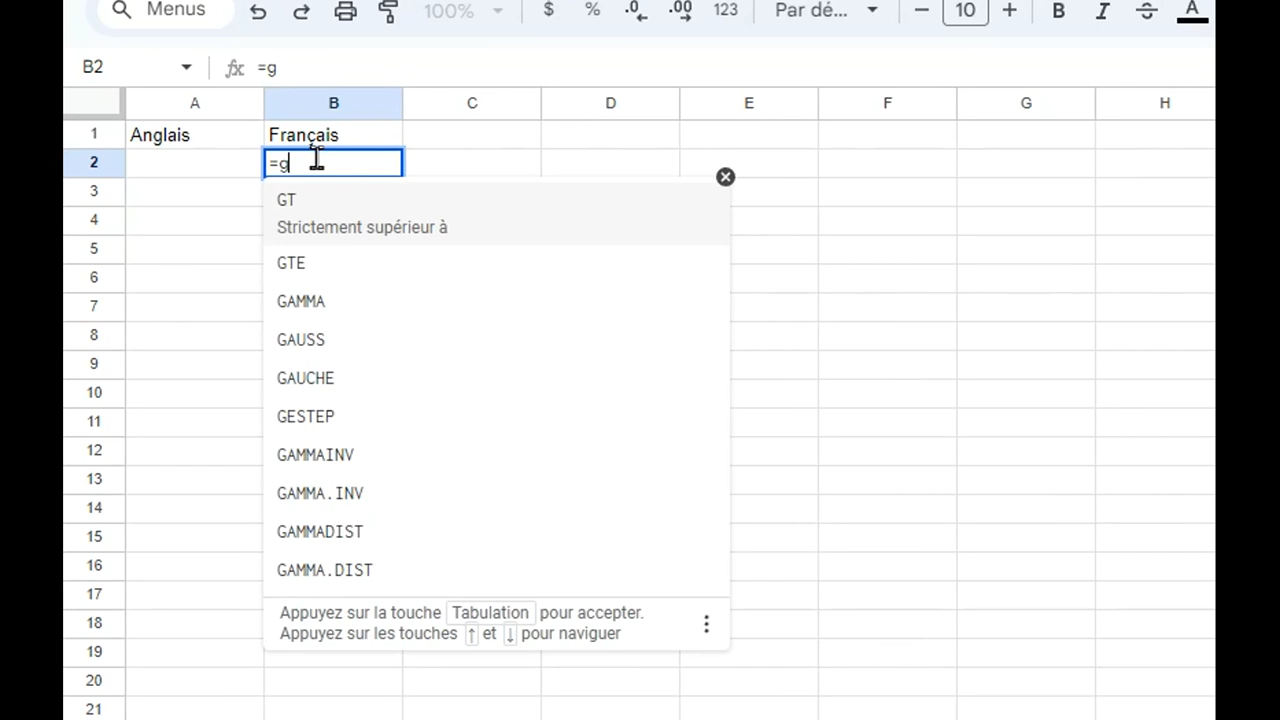 Menus 100% $ % .0 .00 123 Par dé... − 10 + B I S A
B2 fx =g
A B C D E F G H
1 Anglais Français
2 =g
3
4
5
6
7
8
9
10
11
12
13
14
15
16
17
18
19
20
21
GT
Strictement supérieur à
GTE
GAMMA
GAUSS
GAUCHE
GESTEP
GAMMAINV
GAMMA.INV
GAMMADIST
GAMMA.DIST
Appuyez sur la touche Tabulation pour accepter.
Appuyez sur les touches ↑ et ↓ pour naviguer